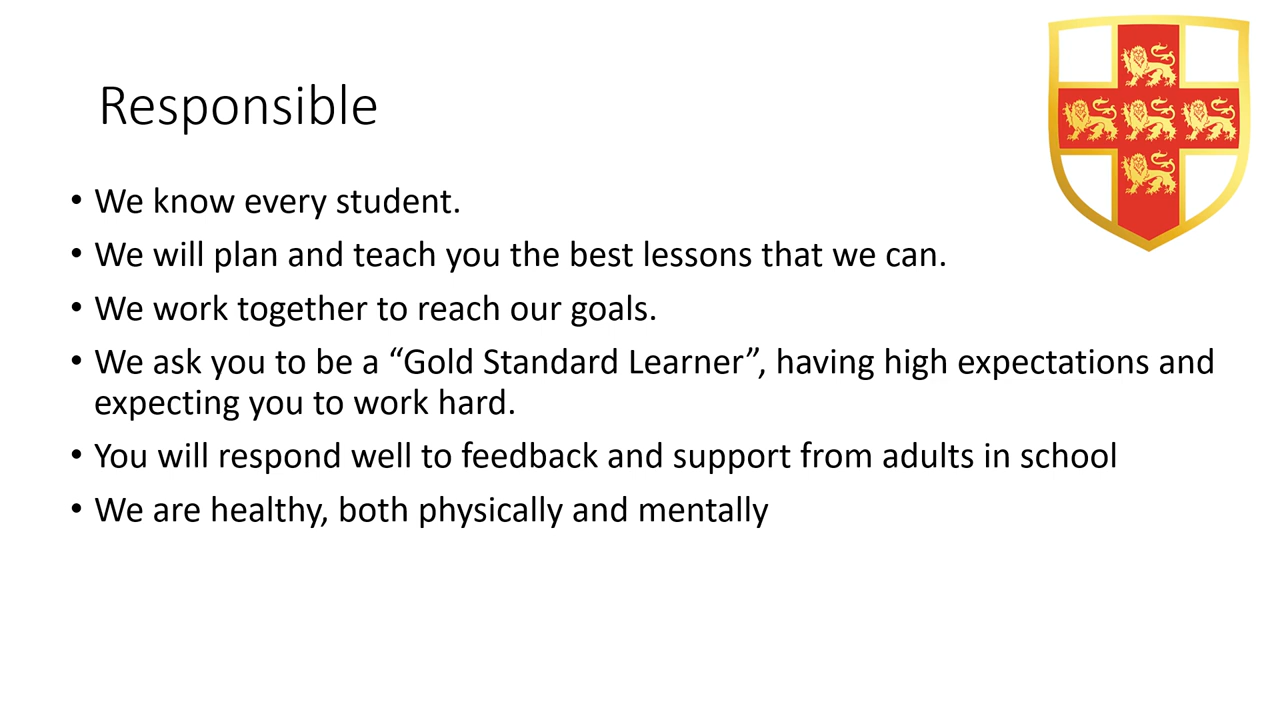 Responsible
• We know every student.
• We will plan and teach you the best lessons that we can.
• We work together to reach our goals.
• We ask you to be a “Gold Standard Learner”, having high expectations and
expecting you to work hard.
• You will respond well to feedback and support from adults in school
• We are healthy, both physically and mentally